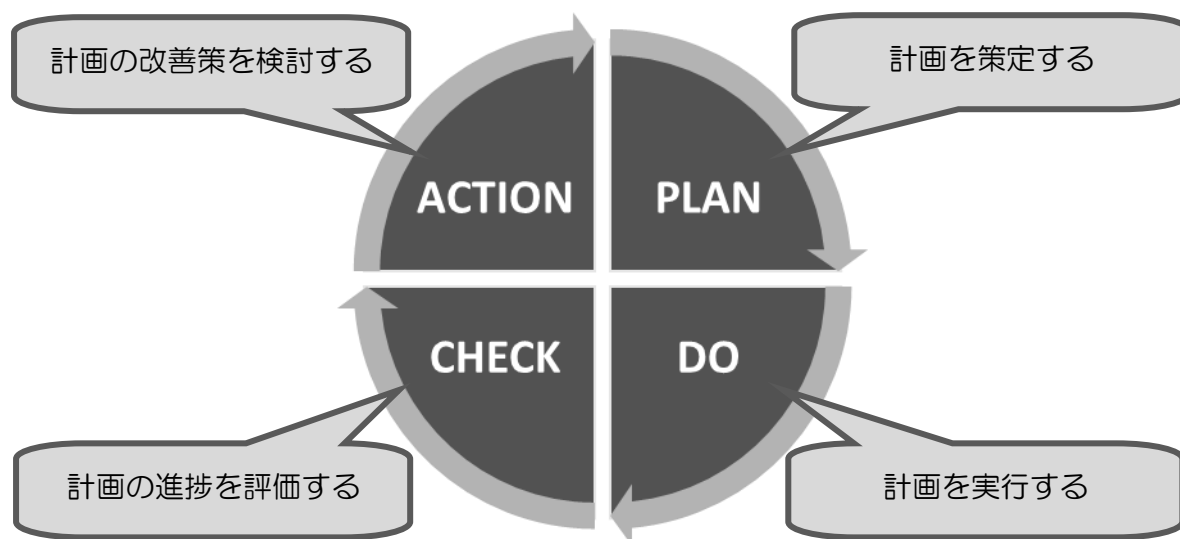 計画の改善策を検討する
計画を策定する
ACTION
PLAN
CHECK
DO
計画の進捗を評価する
計画を実行する